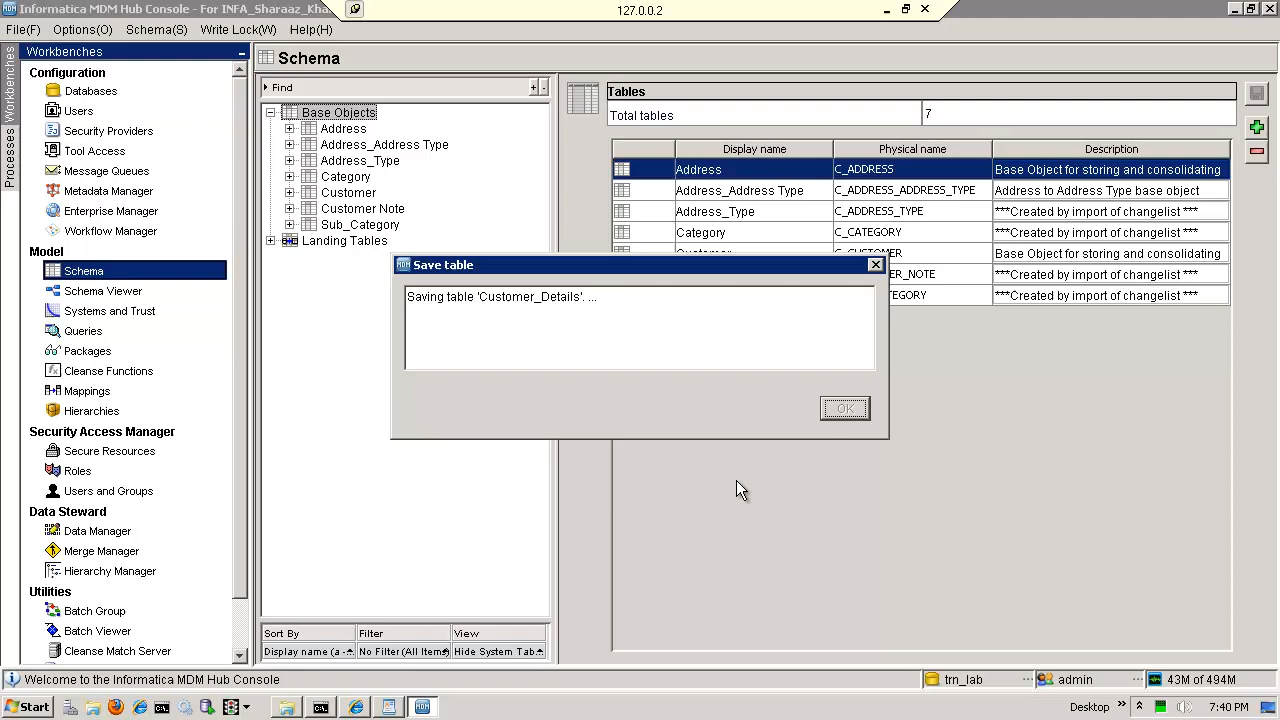 Informatica MDM Hub Console - For INFA_Sharaaz_Khan
127.0.0.2
File(F) Options(O) Schema(S) Write Lock(W) Help(H)
Workbenches
Processes
Workbenches
Configuration
Databases
Users
Security Providers
Tool Access
Message Queues
Metadata Manager
Enterprise Manager
Workflow Manager
Model
Schema
Schema Viewer
Systems and Trust
Queries
Packages
Cleanse Functions
Mappings
Hierarchies
Security Access Manager
Secure Resources
Roles
Users and Groups
Data Steward
Data Manager
Merge Manager
Hierarchy Manager
Utilities
Batch Group
Batch Viewer
Cleanse Match Server
Schema
Find
Base Objects
Address
Address_Address Type
Address_Type
Category
Customer
Customer Note
Sub_Category
Landing Tables
Sort By Filter View
Display name (a - No Filter(All Items) Hide System Tab
Tables
Total tables 7
Display name Physical name Description
Address C_ADDRESS Base Object for storing and consolidating
Address_Address Type C_ADDRESS_ADDRESS_TYPE Address to Address Type base object
Address_Type C_ADDRESS_TYPE ***Created by import of changelist ***
Category C_CATEGORY ***Created by import of changelist ***
Customer C_CUSTOMER Base Object for storing and consolidating
ER_NOTE ***Created by import of changelist ***
EGORY ***Created by import of changelist ***
Save table
Saving table 'Customer_Details'. ...
OK
Welcome to the Informatica MDM Hub Console
trn_lab
admin
43M of 494M
Start
Desktop
7:40 PM